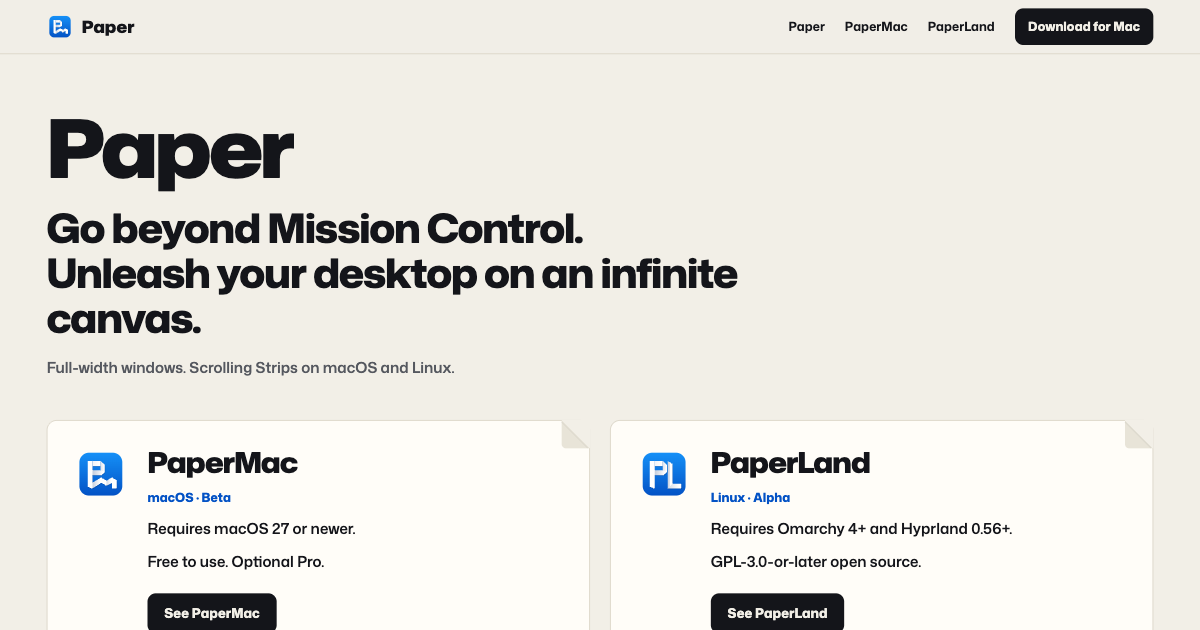 Paper
Paper PaperMac PaperLand Download for Mac
Paper
Go beyond Mission Control.
Unleash your desktop on an infinite
canvas.
Full-width windows. Scrolling Strips on macOS and Linux.
PaperMac
macOS · Beta
Requires macOS 27 or newer.
Free to use. Optional Pro.
See PaperMac
PL
PaperLand
Linux · Alpha
Requires Omarchy 4+ and Hyprland 0.56+.
GPL-3.0-or-later open source.
See PaperLand